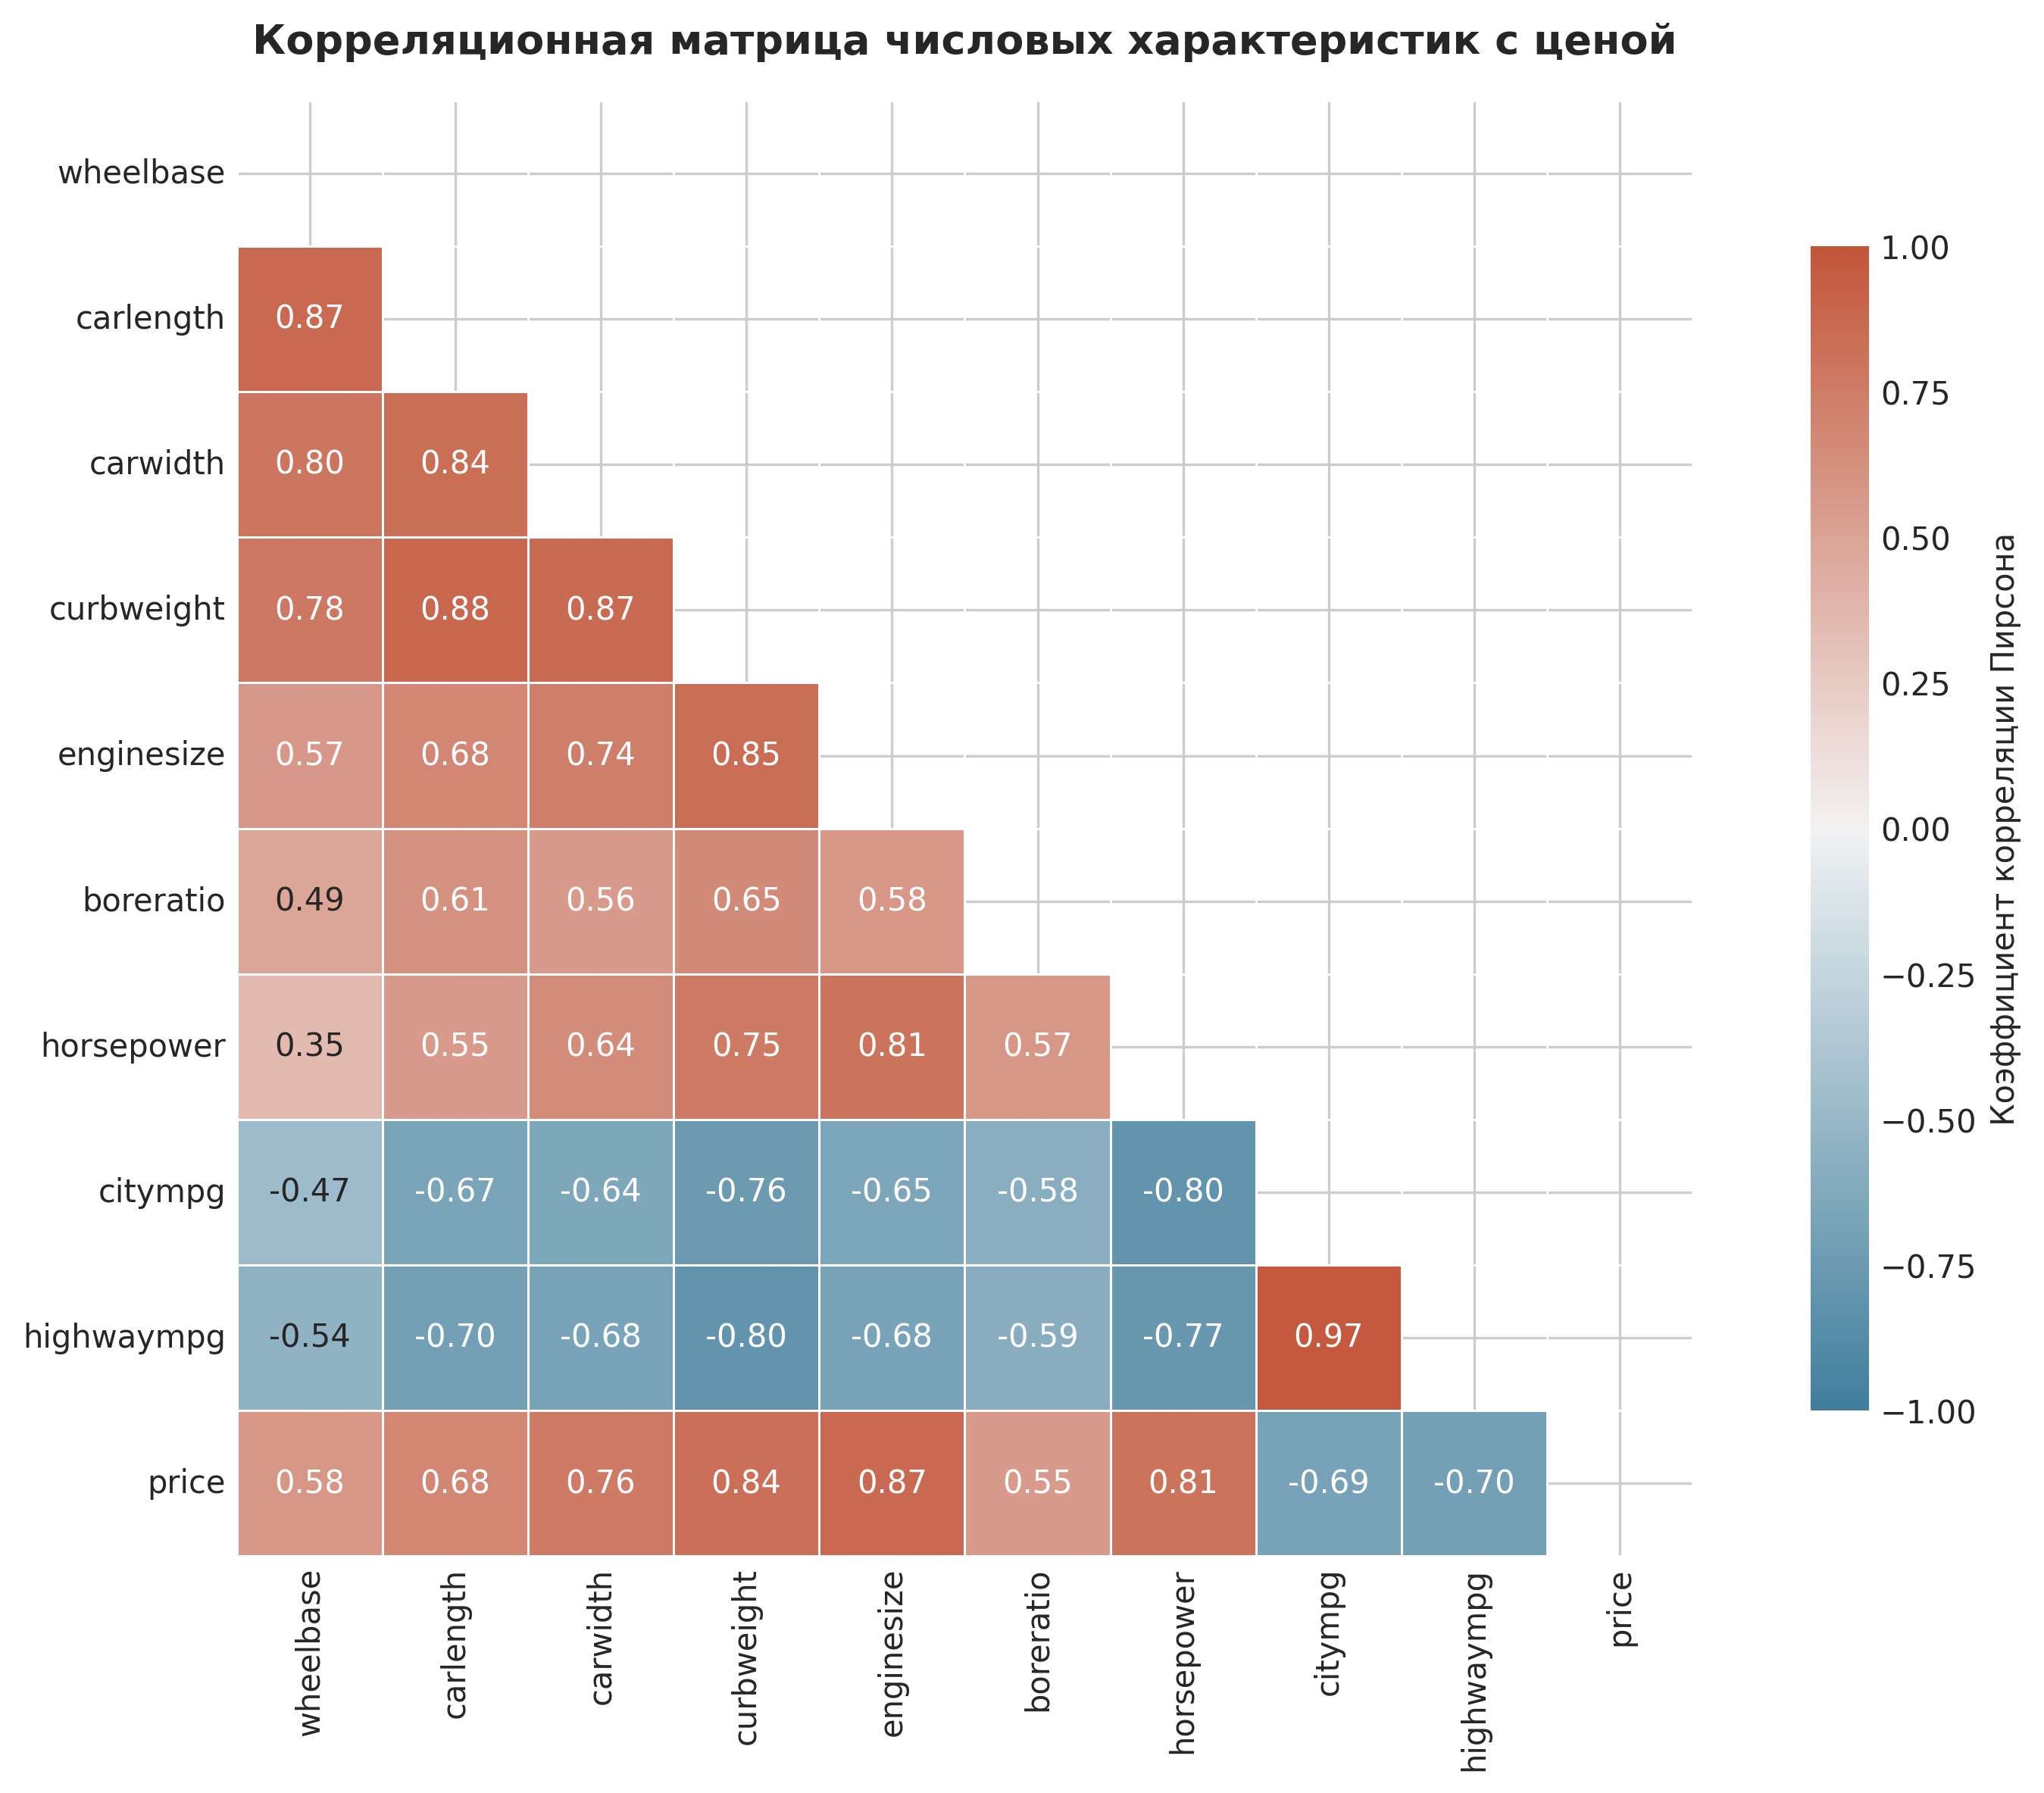 Корреляционная матрица числовых характеристик с ценой
wheelbase
carlength 0.87
carwidth 0.80 0.84
curbweight 0.78 0.88 0.87
enginesize 0.57 0.68 0.74 0.85
boreratio 0.49 0.61 0.56 0.65 0.58
horsepower 0.35 0.55 0.64 0.75 0.81 0.57
citympg -0.47 -0.67 -0.64 -0.76 -0.65 -0.58 -0.80
highwaympg -0.54 -0.70 -0.68 -0.80 -0.68 -0.59 -0.77 0.97
price 0.58 0.68 0.76 0.84 0.87 0.55 0.81 -0.69 -0.70
wheelbase
carlength
carwidth
curbweight
enginesize
boreratio
horsepower
citympg
highwaympg
price
1.00
0.75
0.50
0.25
0.00
−0.25
−0.50
−0.75
−1.00
Коэффициент корреляции Пирсона